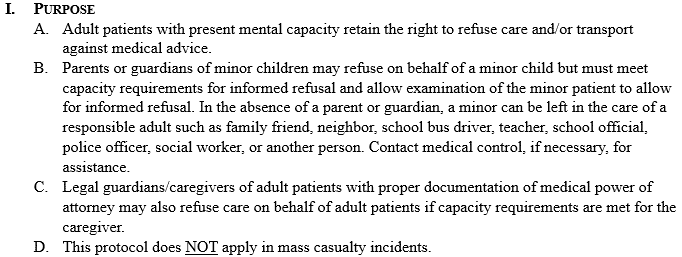 I. PURPOSE
A. Adult patients with present mental capacity retain the right to refuse care and/or transport
against medical advice.
B. Parents or guardians of minor children may refuse on behalf of a minor child but must meet
capacity requirements for informed refusal and allow examination of the minor patient to allow
for informed refusal. In the absence of a parent or guardian, a minor can be left in the care of a
responsible adult such as family friend, neighbor, school bus driver, teacher, school official,
police officer, social worker, or another person. Contact medical control, if necessary, for
assistance.
C. Legal guardians/caregivers of adult patients with proper documentation of medical power of
attorney may also refuse care on behalf of adult patients if capacity requirements are met for the
caregiver.
D. This protocol does NOT apply in mass casualty incidents.